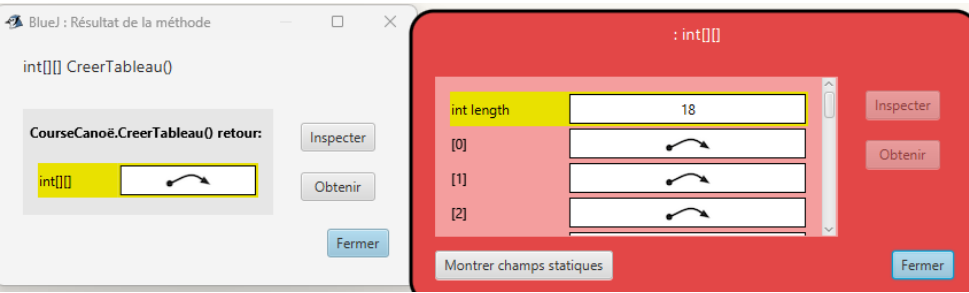 BlueJ : Résultat de la méthode
int[][] CreerTableau()
CourseCanoë.CreerTableau() retour:
int[][]
Inspecter
Obtenir
Fermer
: int[][]
int length 18
[0]
[1]
[2]
Inspecter
Obtenir
Montrer champs statiques
Fermer